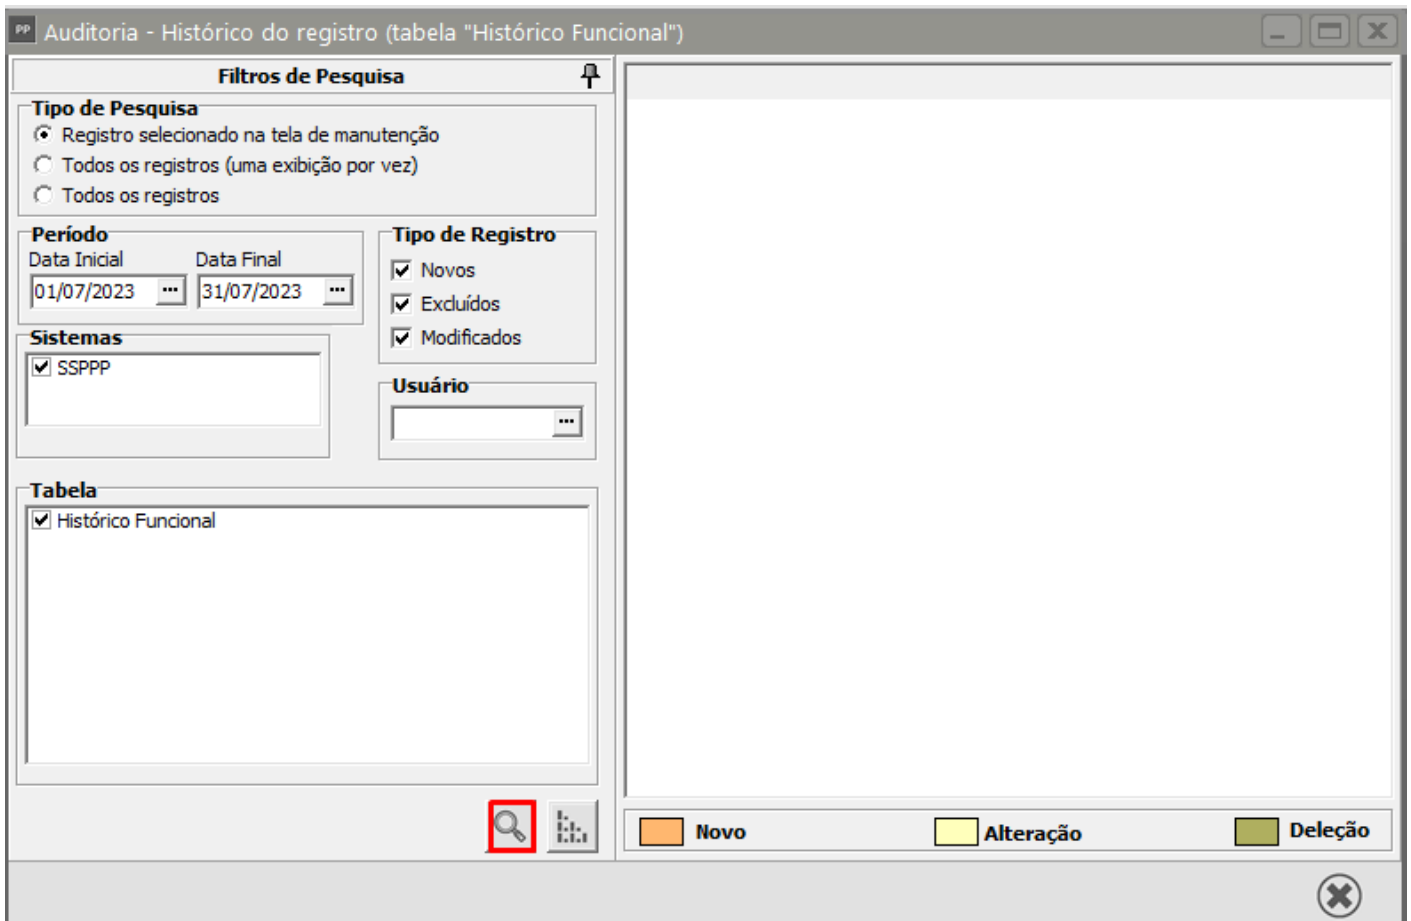 PP Auditoria - Histórico do registro (tabela "Histórico Funcional")
Filtros de Pesquisa
Tipo de Pesquisa
Registro selecionado na tela de manutenção
Todos os registros (uma exibição por vez)
Todos os registros
Período
Data Inicial Data Final
01/07/2023 ... 31/07/2023 ...
Tipo de Registro
Novos
Excluídos
Modificados
Sistemas
SSPPP
Usuário
...
Tabela
Histórico Funcional
Novo Alteração Deleção